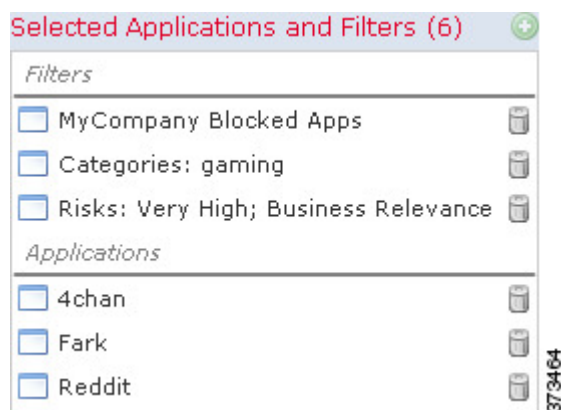 Selected Applications and Filters (6)
Filters
MyCompany Blocked Apps
Categories: gaming
Risks: Very High; Business Relevance
Applications
4chan
Fark
Reddit
373464